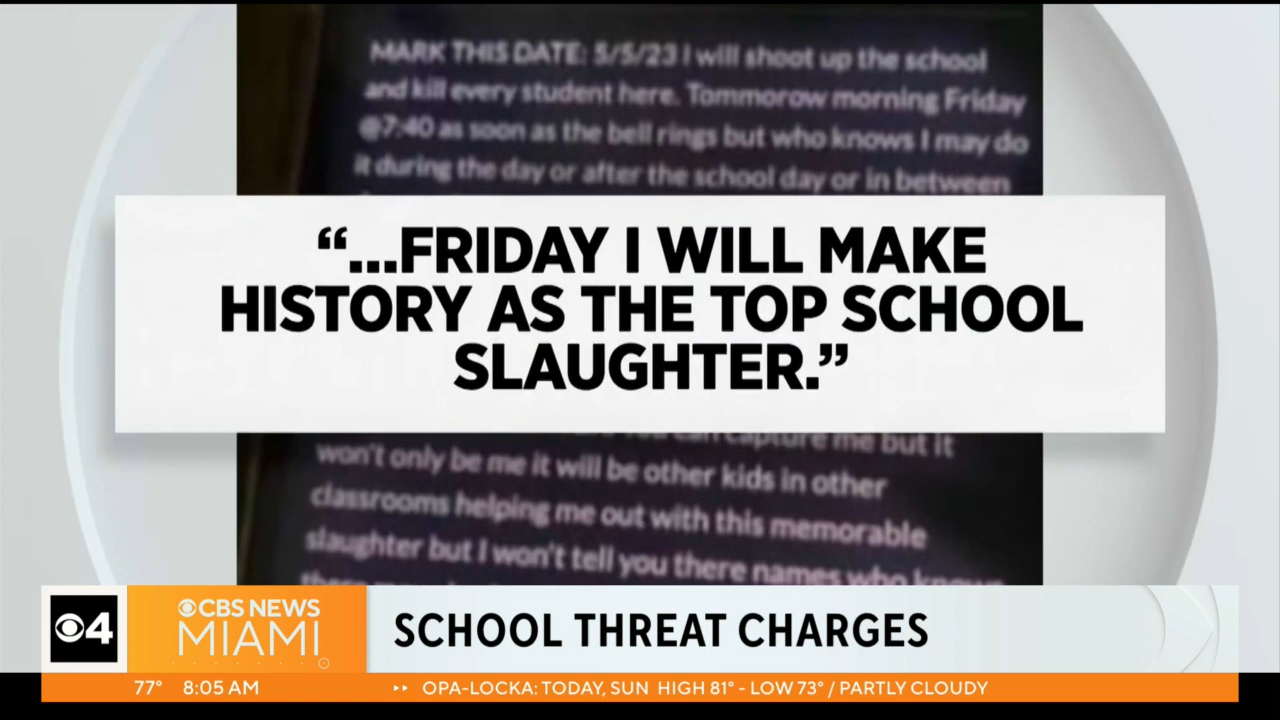 MARK THIS DATE: 5/5/23 I will shoot up the school
and kill every student here. Tommorow morning Friday
@7:40 as soon as the bell rings but who knows I may do
it during the day or after the school day or in between
“...FRIDAY I WILL MAKE
HISTORY AS THE TOP SCHOOL
SLAUGHTER.”
can capture me but it
won't only be me it will be other kids in other
classrooms helping me out with this memorable
slaughter but I won't tell you there names who knows
4
CBS NEWS
MIAMI
SCHOOL THREAT CHARGES
77° 8:05 AM
OPA-LOCKA: TODAY, SUN HIGH 81° - LOW 73° / PARTLY CLOUDY